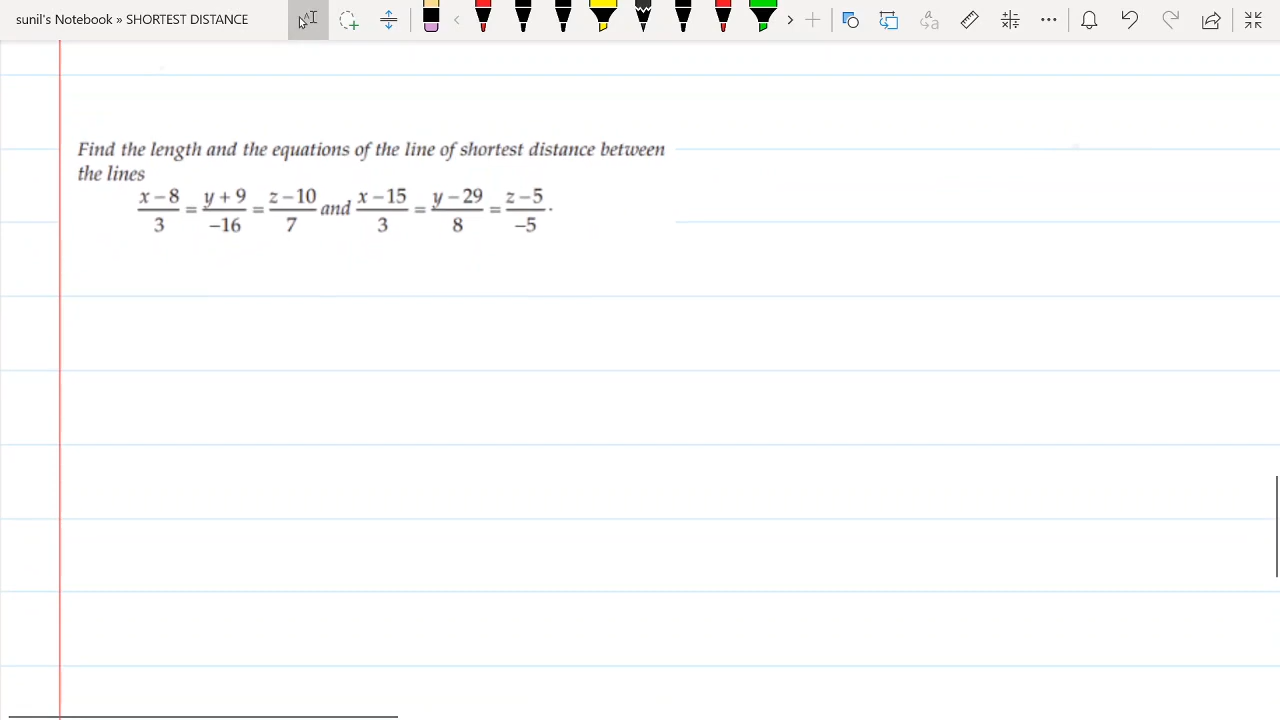 sunil's Notebook » SHORTEST DISTANCE
Find the length and the equations of the line of shortest distance between
the lines
x – 8 / 3 = y + 9 / –16 = z – 10 / 7 and x – 15 / 3 = y – 29 / 8 = z – 5 / –5 .